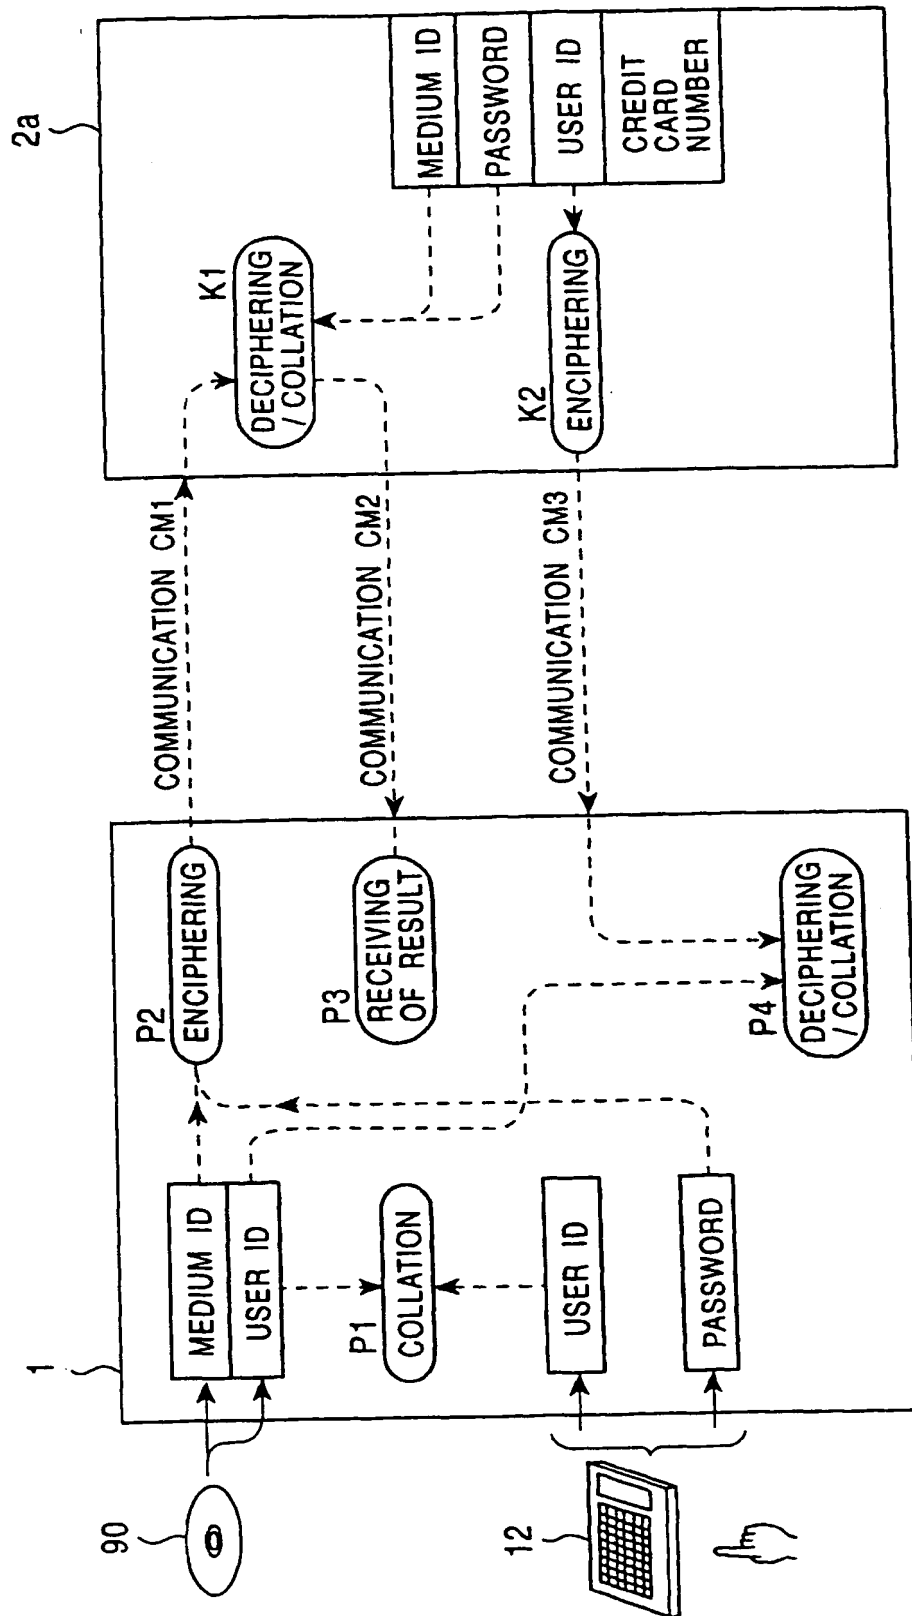 1
2a
90
MEDIUM ID
USER ID
P1
COLLATION
12
USER ID
PASSWORD
P2
ENCIPHERING
P3
RECEIVING
OF RESULT
P4
DECIPHERING
/ COLLATION
COMMUNICATION CM1
COMMUNICATION CM2
COMMUNICATION CM3
K1
DECIPHERING
/ COLLATION
K2
ENCIPHERING
MEDIUM ID
PASSWORD
USER ID
CREDIT
CARD
NUMBER